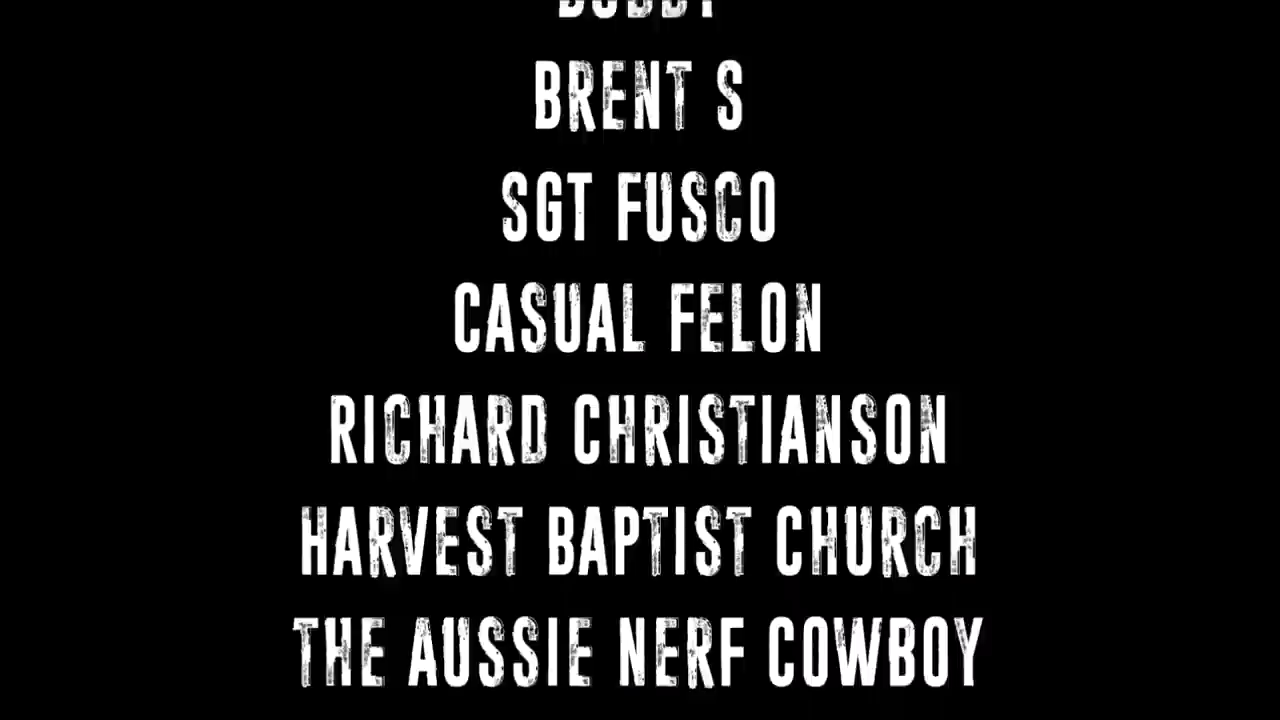 BRENT S
SGT FUSCO
CASUAL FELON
RICHARD CHRISTIANSON
HARVEST BAPTIST CHURCH
THE AUSSIE NERF COWBOY